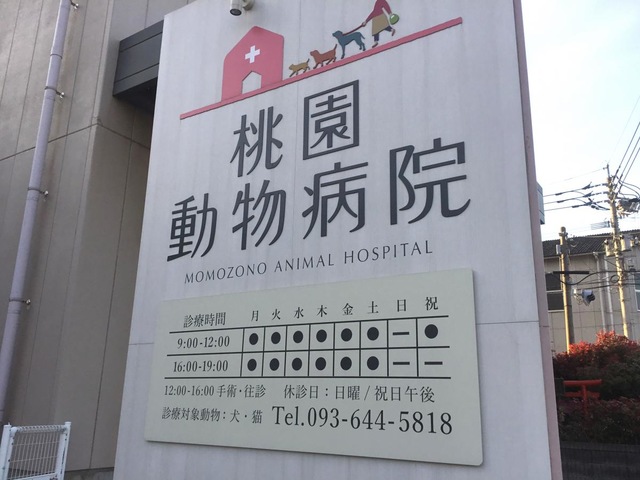 桃園
動物病院
MOMOZONO ANIMAL HOSPITAL
診療時間 月 火 水 木 金 土 日 祝
9:00-12:00 ● ● ● ● ● ● ー ●
16:00-19:00 ● ● ● ● ● ● ー ー
12:00-16:00 手術・往診 休診日:日曜/祝日午後
診療対象動物:犬・猫 Tel.093-644-5818